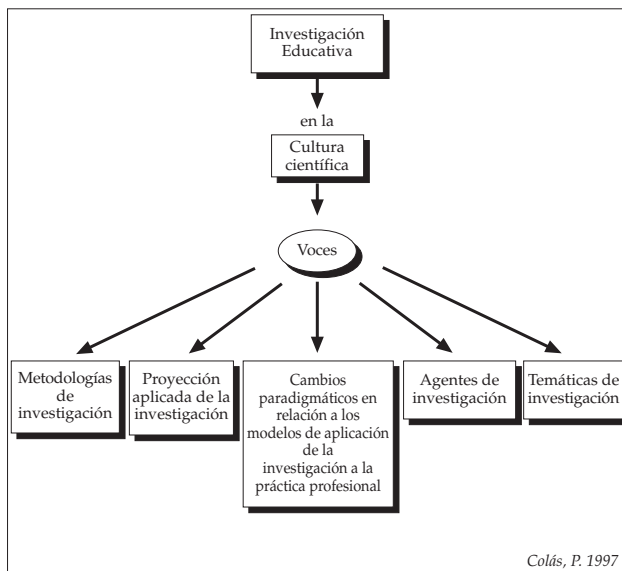 Investigación
Educativa
en la
Cultura
científica
Voces
Metodologías
de
investigación
Proyección
aplicada de la
investigación
Cambios
paradigmáticos en
relación a los
modelos de aplicación
de la
investigación a la
práctica profesional
Agentes de
investigación
Temáticas de
investigación
Colás, P. 1997